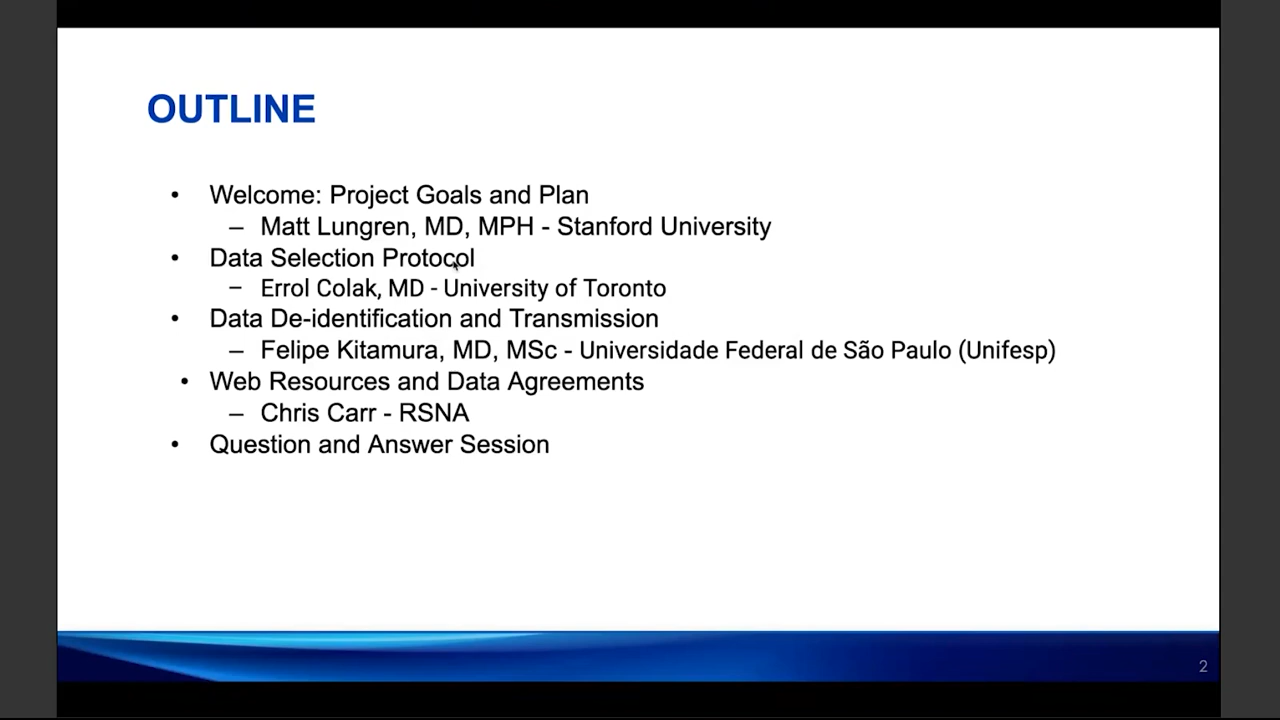 OUTLINE
• Welcome: Project Goals and Plan
– Matt Lungren, MD, MPH - Stanford University
• Data Selection Protocol
– Errol Colak, MD - University of Toronto
• Data De-identification and Transmission
– Felipe Kitamura, MD, MSc - Universidade Federal de São Paulo (Unifesp)
• Web Resources and Data Agreements
– Chris Carr - RSNA
• Question and Answer Session
2